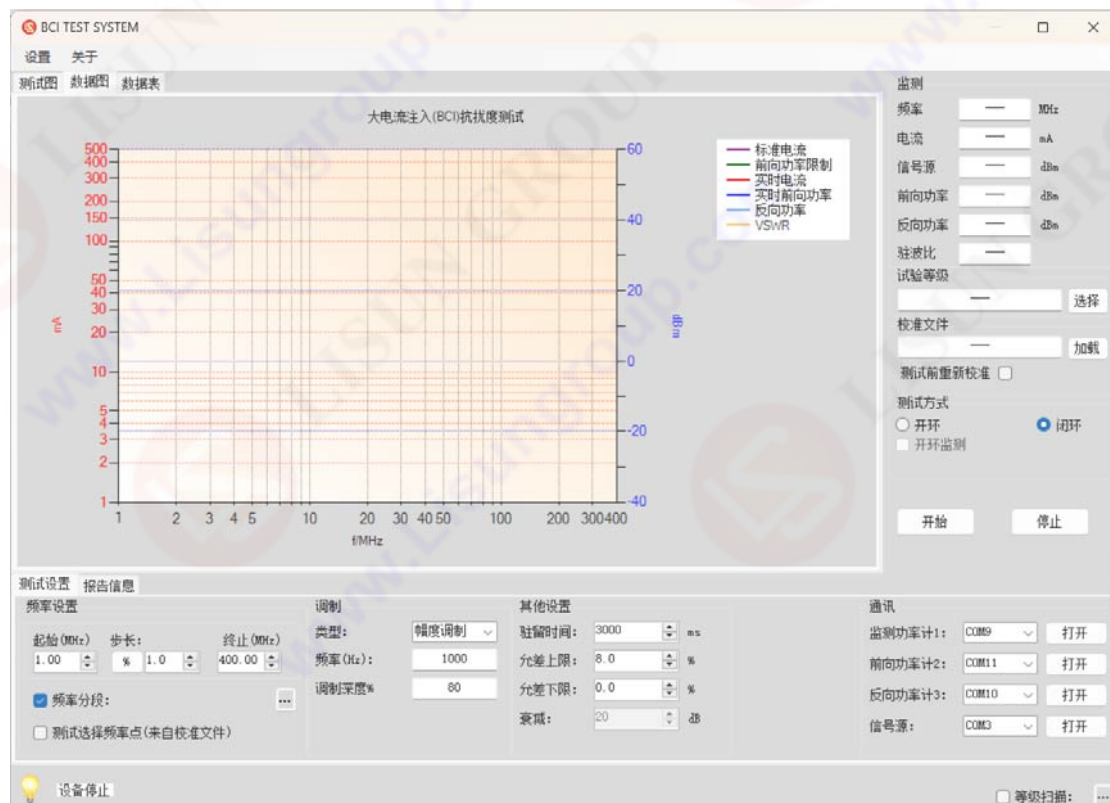 BCI TEST SYSTEM
设置 关于
测试图 数据图 数据表
大电流注入(BCI)抗扰度测试
标准电流
前向功率限制
实时电流
实时前向功率
反向功率
VSWR
500
400
300
200
150
100
50
40
30
20
10
5
4
3
2
1
mA
60
40
20
0
-20
-40
dBm
1 2 3 4 5 10 20 30 40 50 100 200 300 400
f/MHz
监测
频率 — MHz
电流 — mA
信号源 — dBm
前向功率 — dBm
反向功率 — dBm
驻波比 —
试验等级
— 选择
校准文件
— 加载
测试前重新校准
测试方式
开环 闭环
开环监测
开始 停止
测试设置 报告信息
频率设置
起始(MHz) 步长: 终止(MHz)
1.00 % 1.0 400.00
频率分段: ...
测试选择频率点(来自校准文件)
调制
类型: 幅度调制
频率(Hz): 1000
调制深度% 80
其他设置
驻留时间: 3000 ms
允差上限: 8.0 %
允差下限: 0.0 %
衰减: 20 dB
通讯
监测功率计1: COM9 打开
前向功率计2: COM11 打开
反向功率计3: COM10 打开
信号源: COM3 打开
设备停止
等级扫描: ...
www.Lisungroup.com
LISUN GROUP